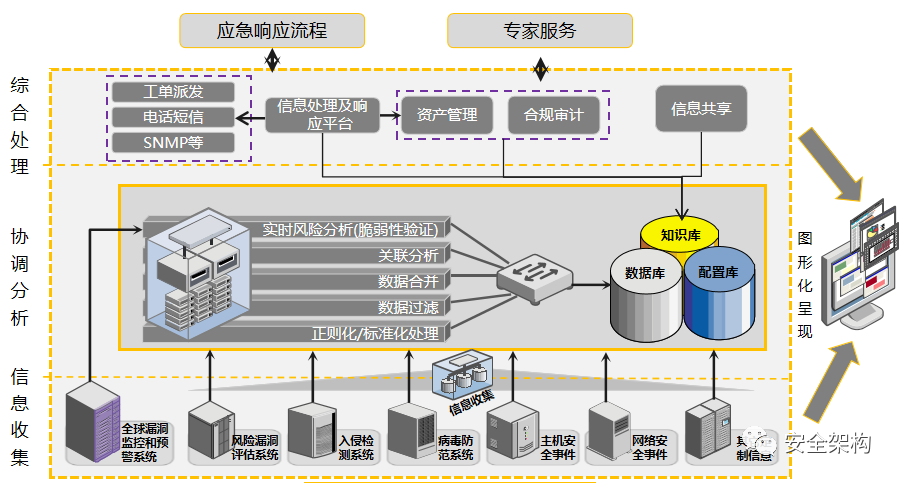 应急响应流程
专家服务
综合处理
工单派发
电话短信
SNMP等
信息处理及响
应平台
资产管理
合规审计
信息共享
协调分析
实时风险分析(脆弱性验证)
关联分析
数据合并
数据过滤
正则化/标准化处理
知识库
数据库
配置库
图形化呈现
信息收集
信息收集
全球漏洞
监控和预
警系统
风险漏洞
评估系统
入侵检
测系统
病毒防
范系统
主机安
全事件
网络安
全事件
其
制信息
安全架构